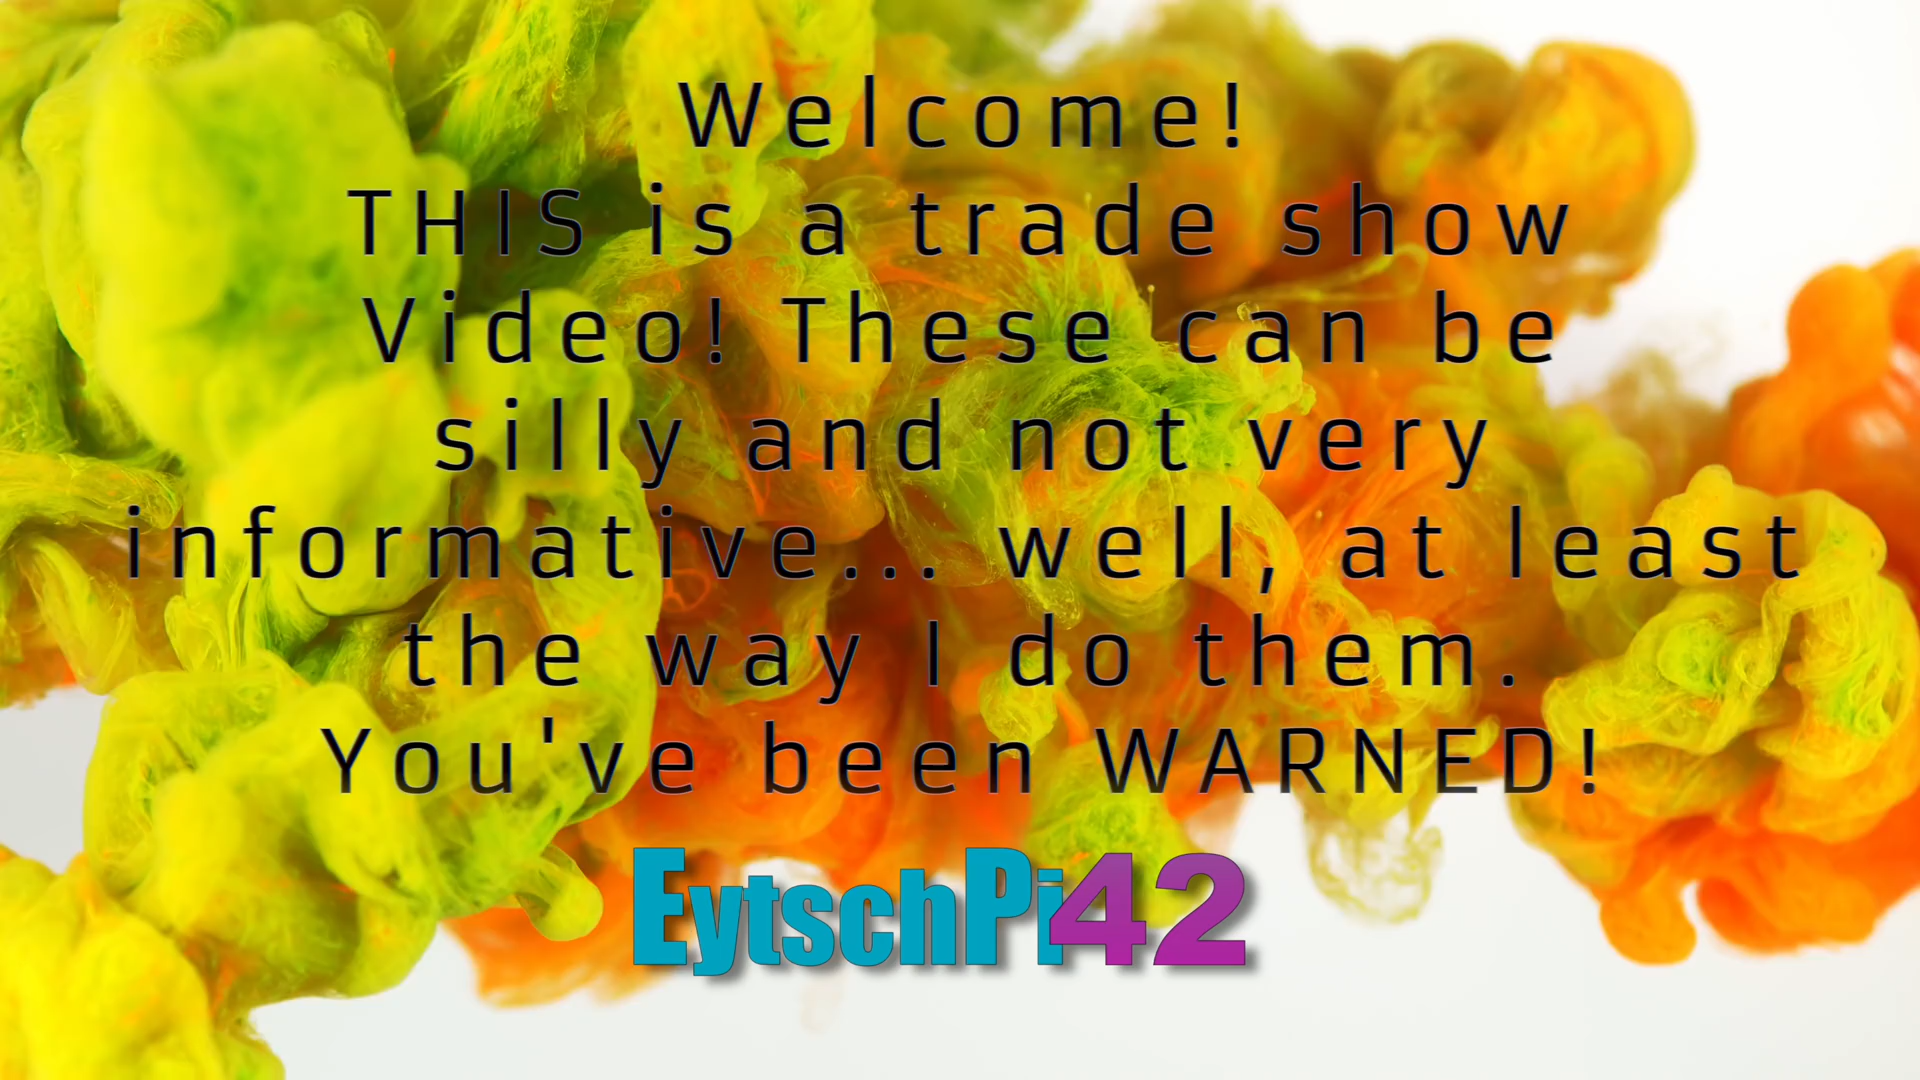 Welcome!
THIS is a trade show
Video! These can be
silly and not very
informative... well, at least
the way I do them.
You've been WARNED!
EytschPi42